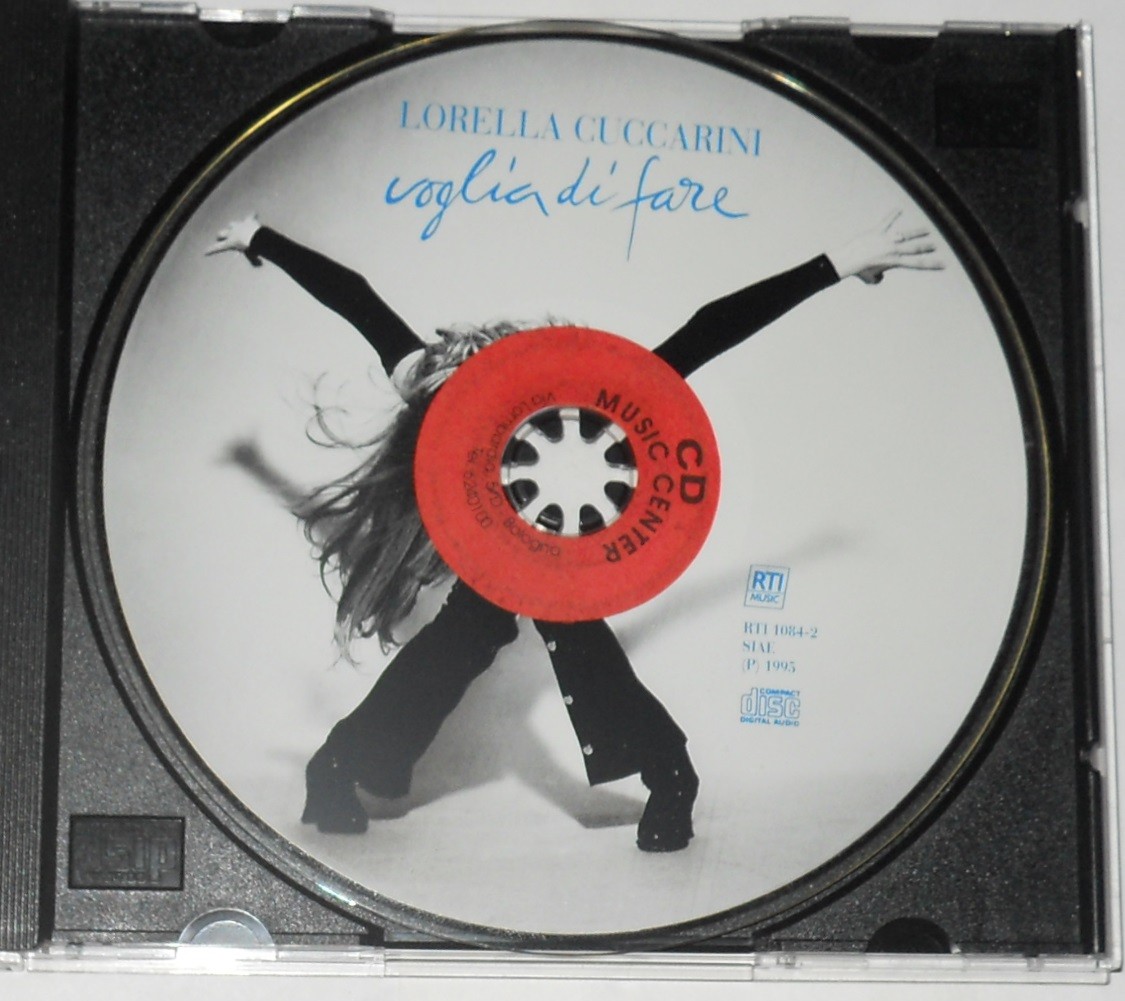 LORELLA CUCCARINI
voglia di fare
CD
MUSIC CENTER
RTI
MUSIC
RTI 1084-2
SIAE
(P) 1995
COMPACT
disc
DIGITAL AUDIO